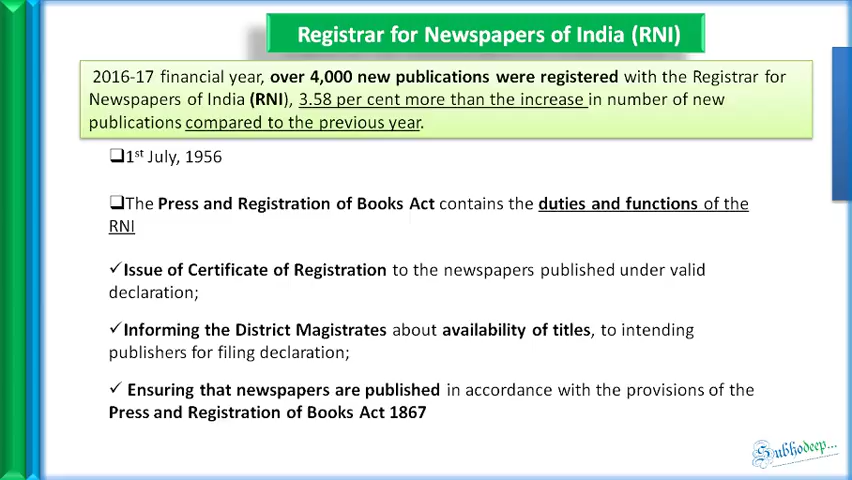 Registrar for Newspapers of India (RNI)
2016-17 financial year, over 4,000 new publications were registered with the Registrar for
Newspapers of India (RNI), 3.58 per cent more than the increase in number of new
publications compared to the previous year.
❑1st July, 1956
❑The Press and Registration of Books Act contains the duties and functions of the
RNI
✓Issue of Certificate of Registration to the newspapers published under valid
declaration;
✓Informing the District Magistrates about availability of titles, to intending
publishers for filing declaration;
✓ Ensuring that newspapers are published in accordance with the provisions of the
Press and Registration of Books Act 1867
Subhodeep...